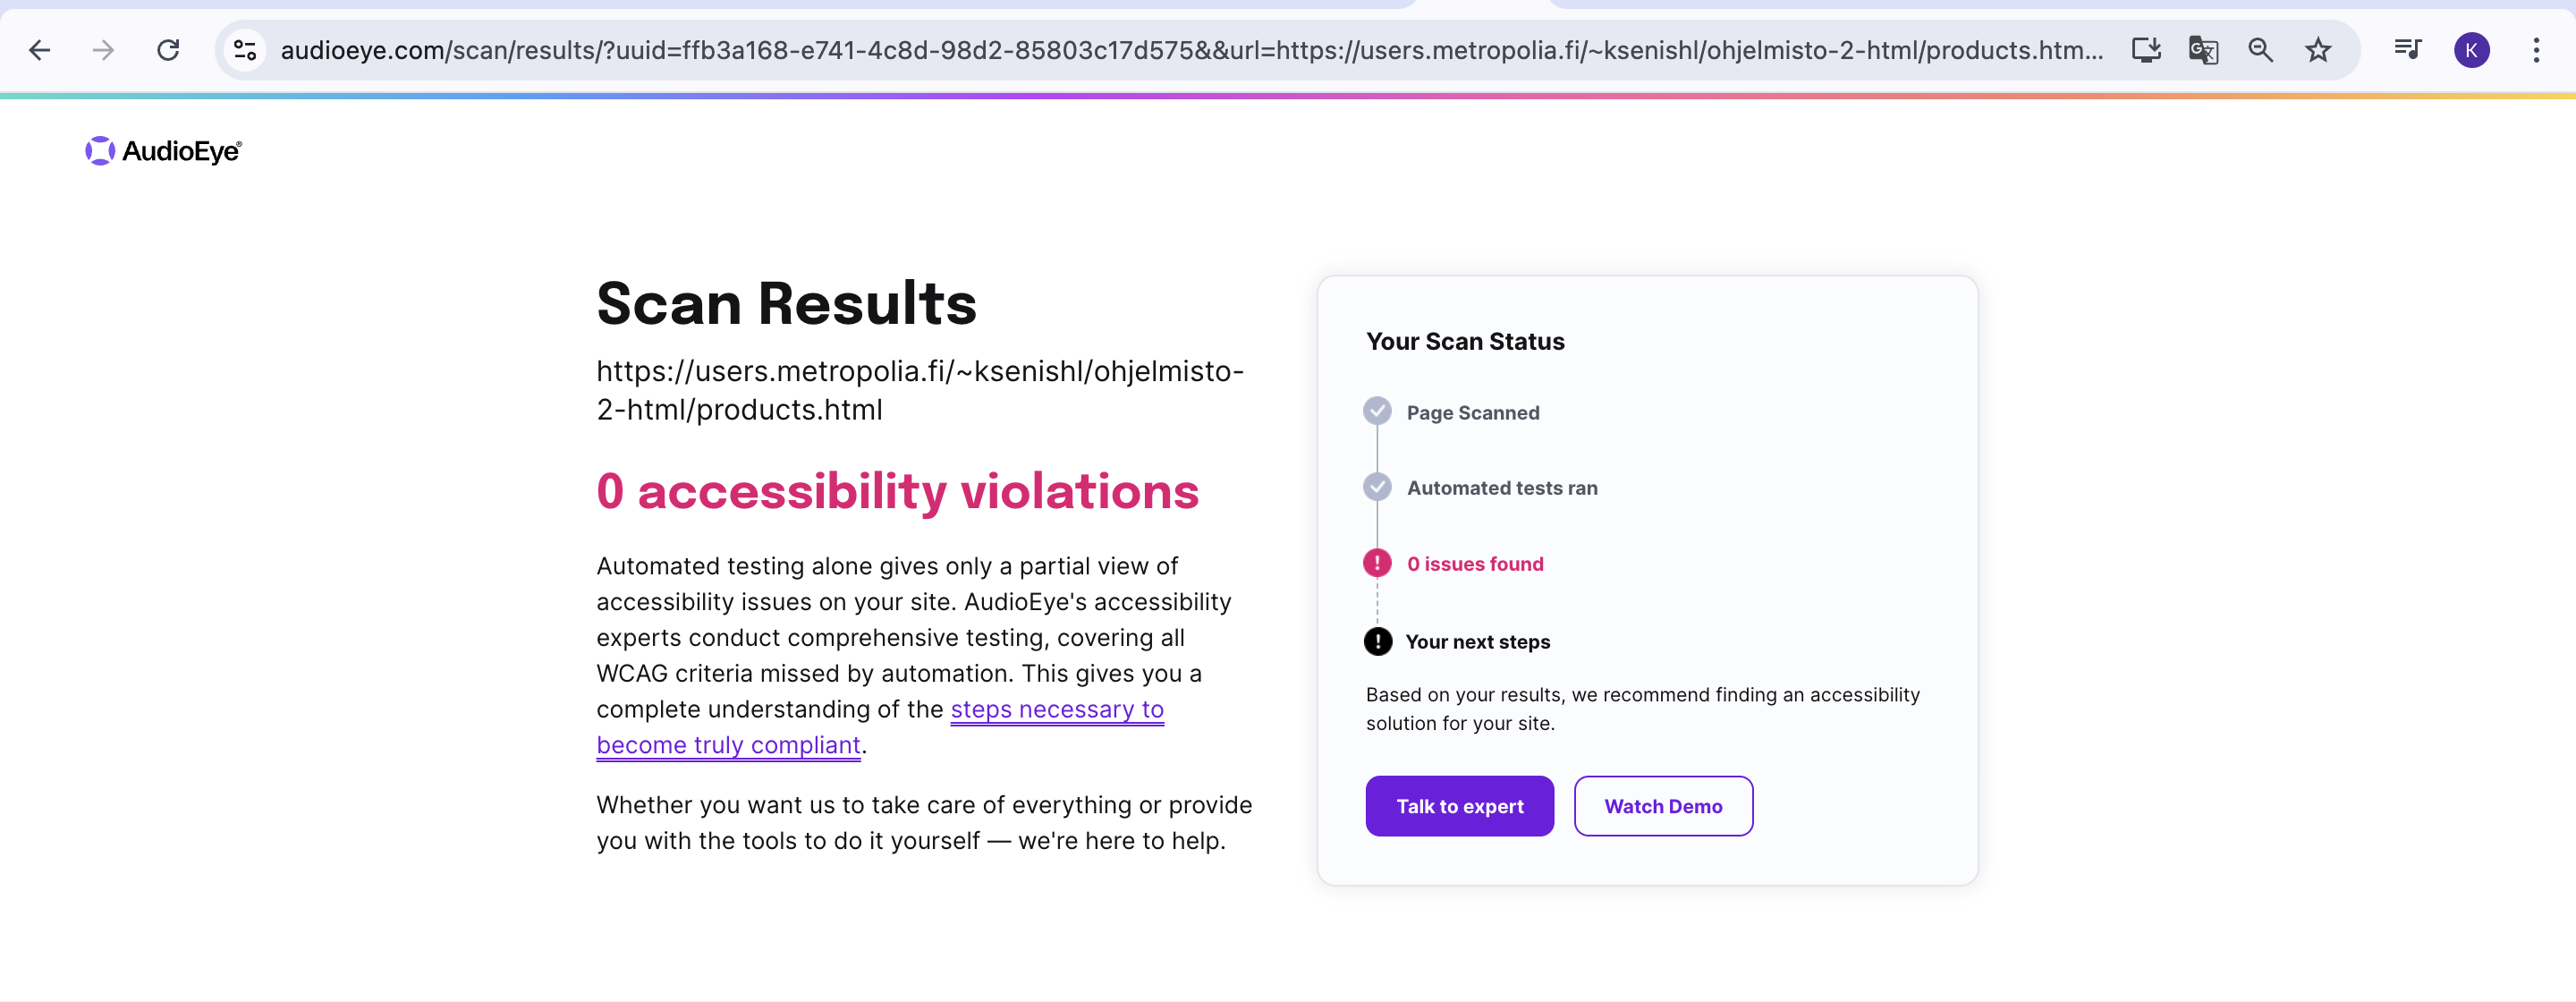 audioeye.com/scan/results/?uuid=ffb3a168-e741-4c8d-98d2-85803c17d575&&url=https://users.metropolia.fi/~ksenishl/ohjelmisto-2-html/products.htm...
K
AudioEye®
Scan Results
https://users.metropolia.fi/~ksenishl/ohjelmisto-
2-html/products.html
0 accessibility violations
Automated testing alone gives only a partial view of
accessibility issues on your site. AudioEye's accessibility
experts conduct comprehensive testing, covering all
WCAG criteria missed by automation. This gives you a
complete understanding of the steps necessary to
become truly compliant.
Whether you want us to take care of everything or provide
you with the tools to do it yourself — we're here to help.
Your Scan Status
Page Scanned
Automated tests ran
0 issues found
Your next steps
Based on your results, we recommend finding an accessibility
solution for your site.
Talk to expert
Watch Demo